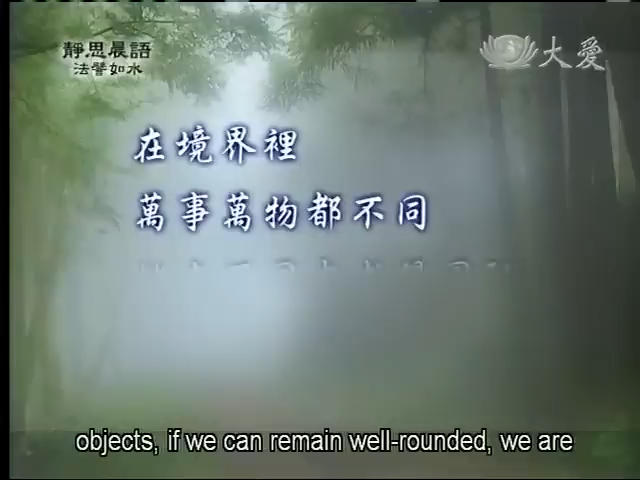 靜思晨語
法譬如水
大愛
在境界裡
萬事萬物都不同
objects, if we can remain well-rounded, we are